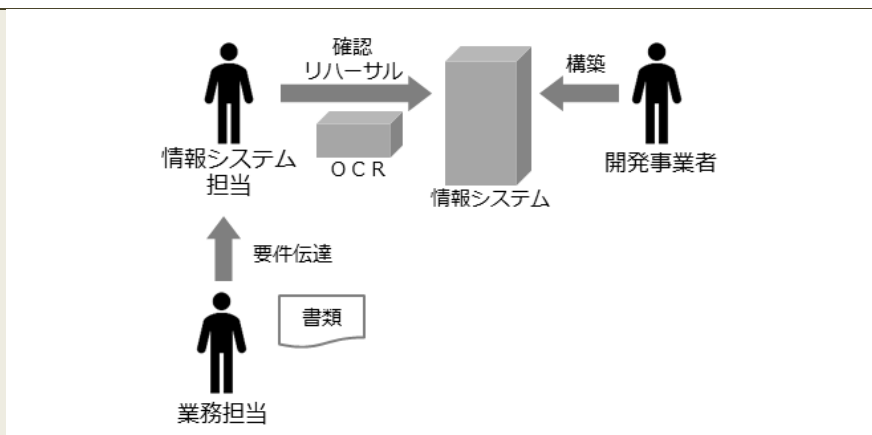 確認
リハーサル
構築
情報システム
担当
ＯＣＲ
開発事業者
情報システム
要件伝達
書類
業務担当